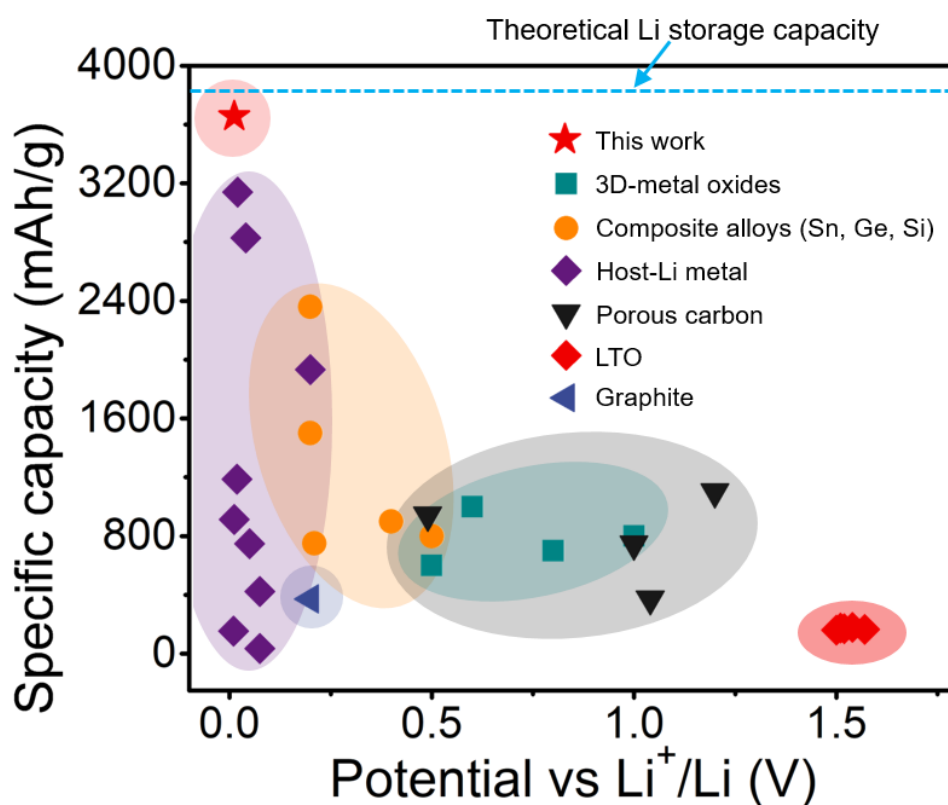 Theoretical Li storage capacity
4000
3200
2400
1600
800
0
Specific capacity (mAh/g)
This work
3D-metal oxides
Composite alloys (Sn, Ge, Si)
Host-Li metal
Porous carbon
LTO
Graphite
0.0 0.5 1.0 1.5
Potential vs Li⁺/Li (V)